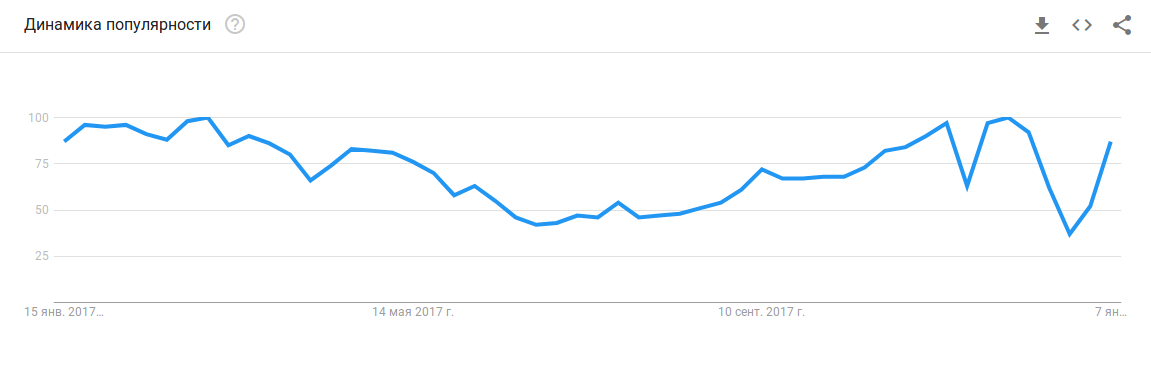 Динамика популярности ?
100
75
50
25
15 янв. 2017…
14 мая 2017 г.
10 сент. 2017 г.
7 ян…